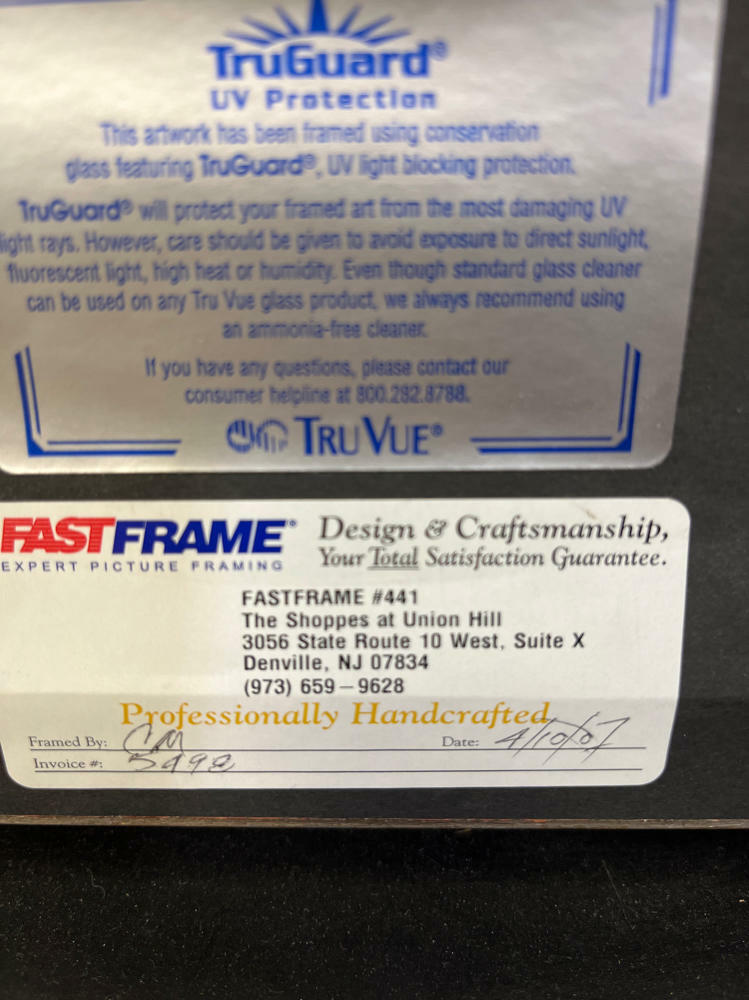 TruGuard®
UV Protection
This artwork has been framed using conservation
glass featuring TruGuard®, UV light blocking protection.
TruGuard® will protect your framed art from the most damaging UV
light rays. However, care should be given to avoid exposure to direct sunlight,
fluorescent light, high heat or humidity. Even though standard glass cleaner
can be used on any Tru Vue glass product, we always recommend using
an ammonia-free cleaner.
If you have any questions, please contact our
consumer helpline at 800.282.8788.
TRU VUE®
FASTFRAME®
EXPERT PICTURE FRAMING
Design & Craftsmanship,
Your Total Satisfaction Guarantee.
FASTFRAME #441
The Shoppes at Union Hill
3056 State Route 10 West, Suite X
Denville, NJ 07834
(973) 659-9628
Professionally Handcrafted
Framed By: CM Date: 4/10/07
Invoice #: 5492